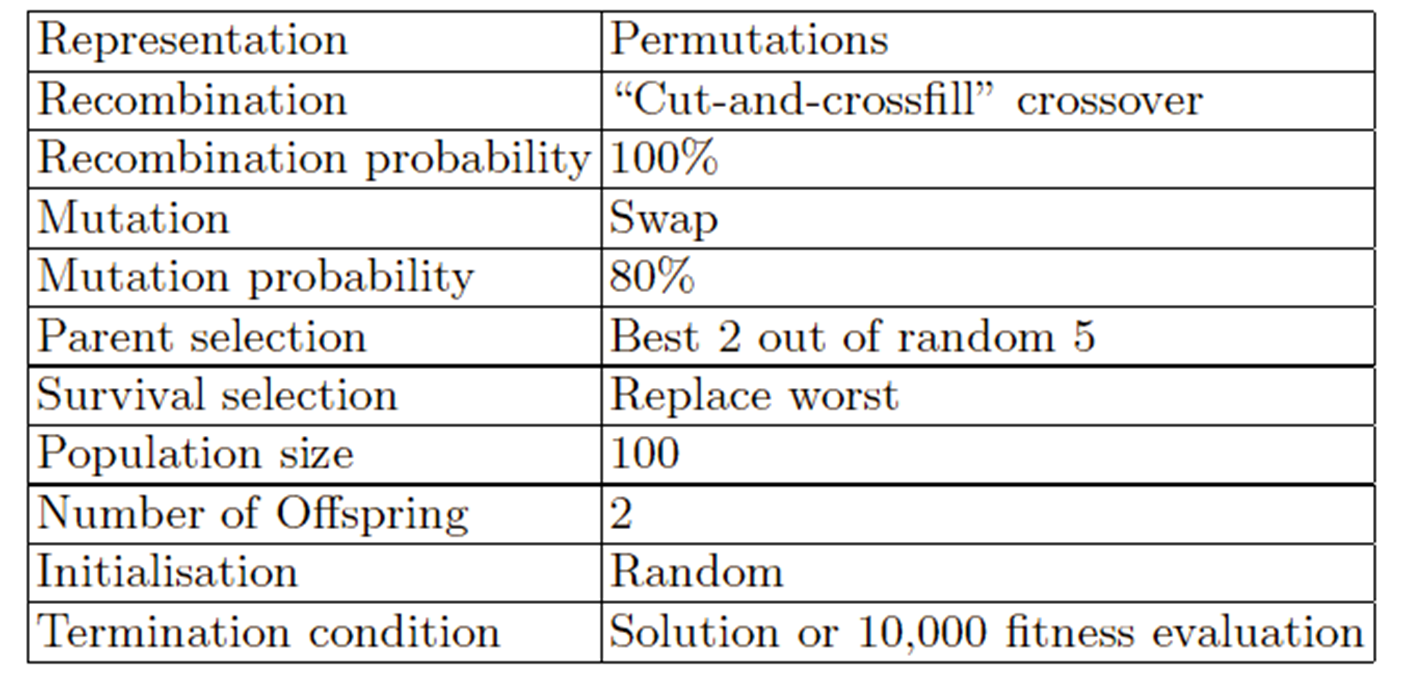 Representation Permutations
Recombination “Cut-and-crossfill” crossover
Recombination probability 100%
Mutation Swap
Mutation probability 80%
Parent selection Best 2 out of random 5
Survival selection Replace worst
Population size 100
Number of Offspring 2
Initialisation Random
Termination condition Solution or 10,000 fitness evaluation